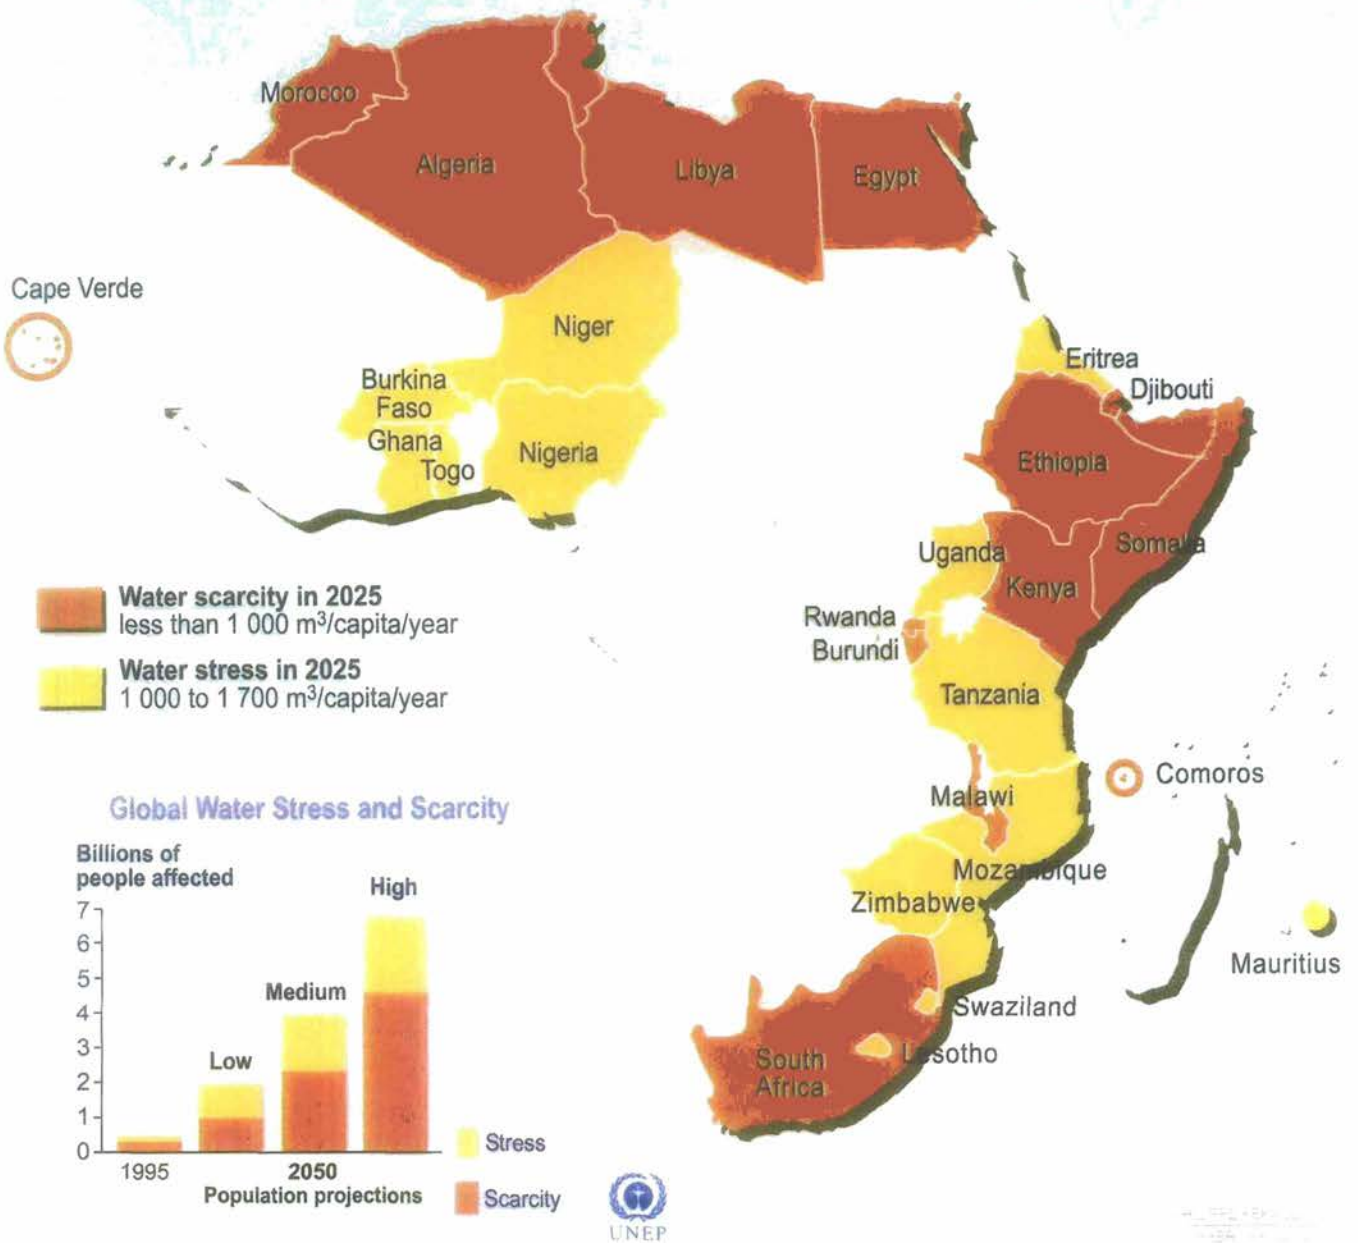 Morocco
Algeria
Libya
Egypt
Cape Verde
Niger
Eritrea
Burkina
Faso
Djibouti
Ghana
Togo
Nigeria
Ethiopia
Uganda
Somalia
Kenya
Water scarcity in 2025
less than 1 000 m³/capita/year
Rwanda
Burundi
Water stress in 2025
1 000 to 1 700 m³/capita/year
Tanzania
Comoros
Malawi
Mozambique
Zimbabwe
Mauritius
Swaziland
Lesotho
South
Africa
Global Water Stress and Scarcity
Billions of
people affected
High
7
6
5
Medium
4
3
Low
2
1
0
1995
2050
Population projections
Stress
Scarcity
UNEP